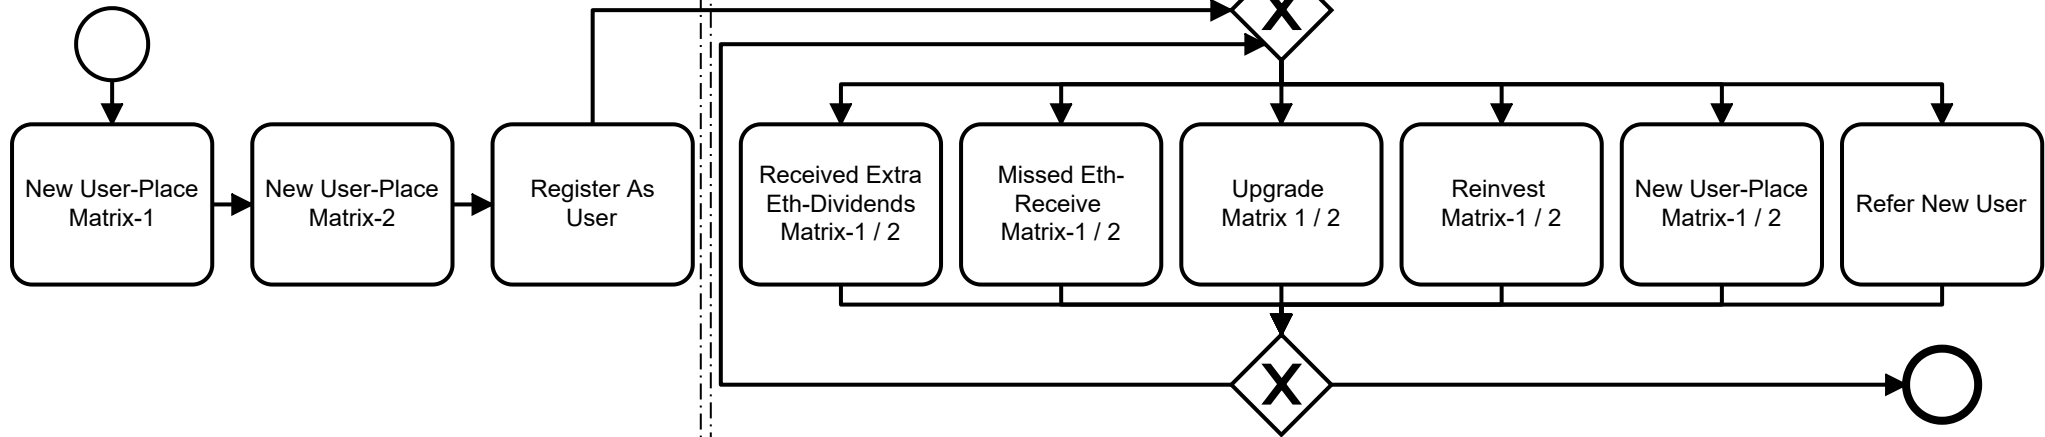 X
New User-Place
Matrix-1
New User-Place
Matrix-2
Register As
User
Received Extra
Eth-Dividends
Matrix-1 / 2
Missed Eth-
Receive
Matrix-1 / 2
Upgrade
Matrix 1 / 2
Reinvest
Matrix-1 / 2
New User-Place
Matrix-1 / 2
Refer New User
X